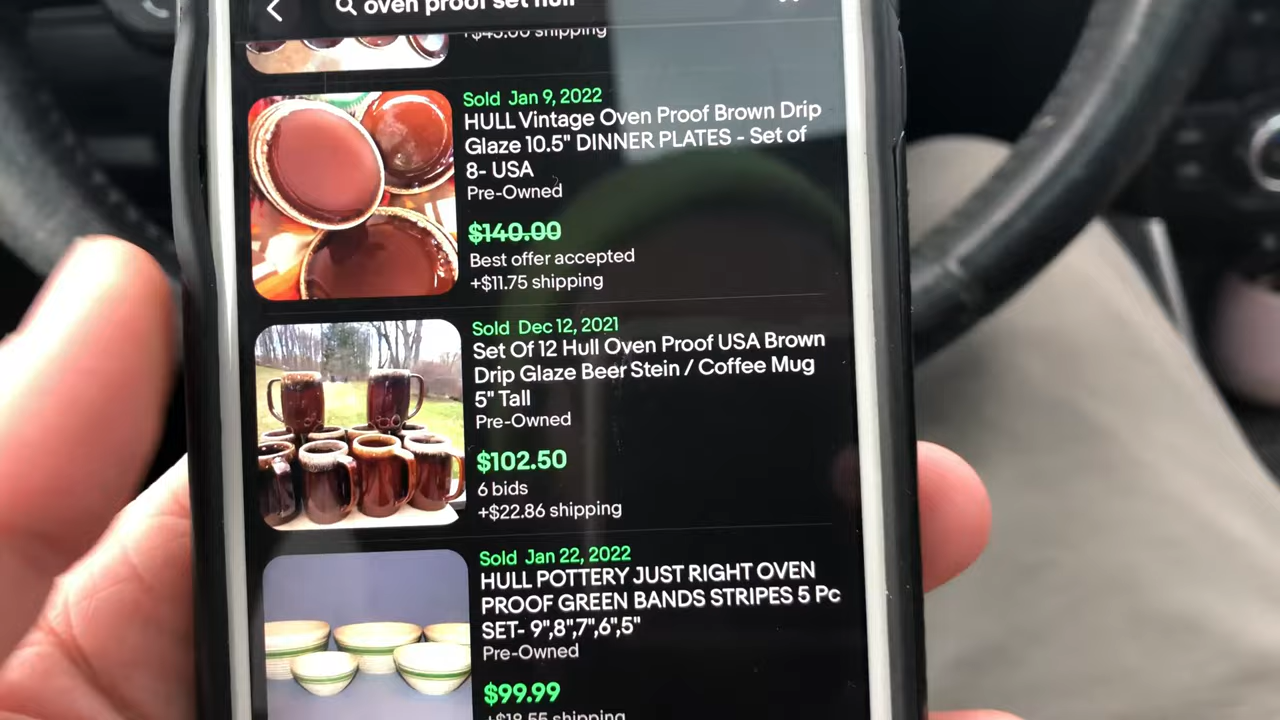 oven proof set hull
+$45.00 shipping
Sold Jan 9, 2022
HULL Vintage Oven Proof Brown Drip
Glaze 10.5" DINNER PLATES - Set of
8- USA
Pre-Owned
$140.00
Best offer accepted
+$11.75 shipping
Sold Dec 12, 2021
Set Of 12 Hull Oven Proof USA Brown
Drip Glaze Beer Stein / Coffee Mug
5" Tall
Pre-Owned
$102.50
6 bids
+$22.86 shipping
Sold Jan 22, 2022
HULL POTTERY JUST RIGHT OVEN
PROOF GREEN BANDS STRIPES 5 Pc
SET- 9",8",7",6",5"
Pre-Owned
$99.99
+$18.55 shipping